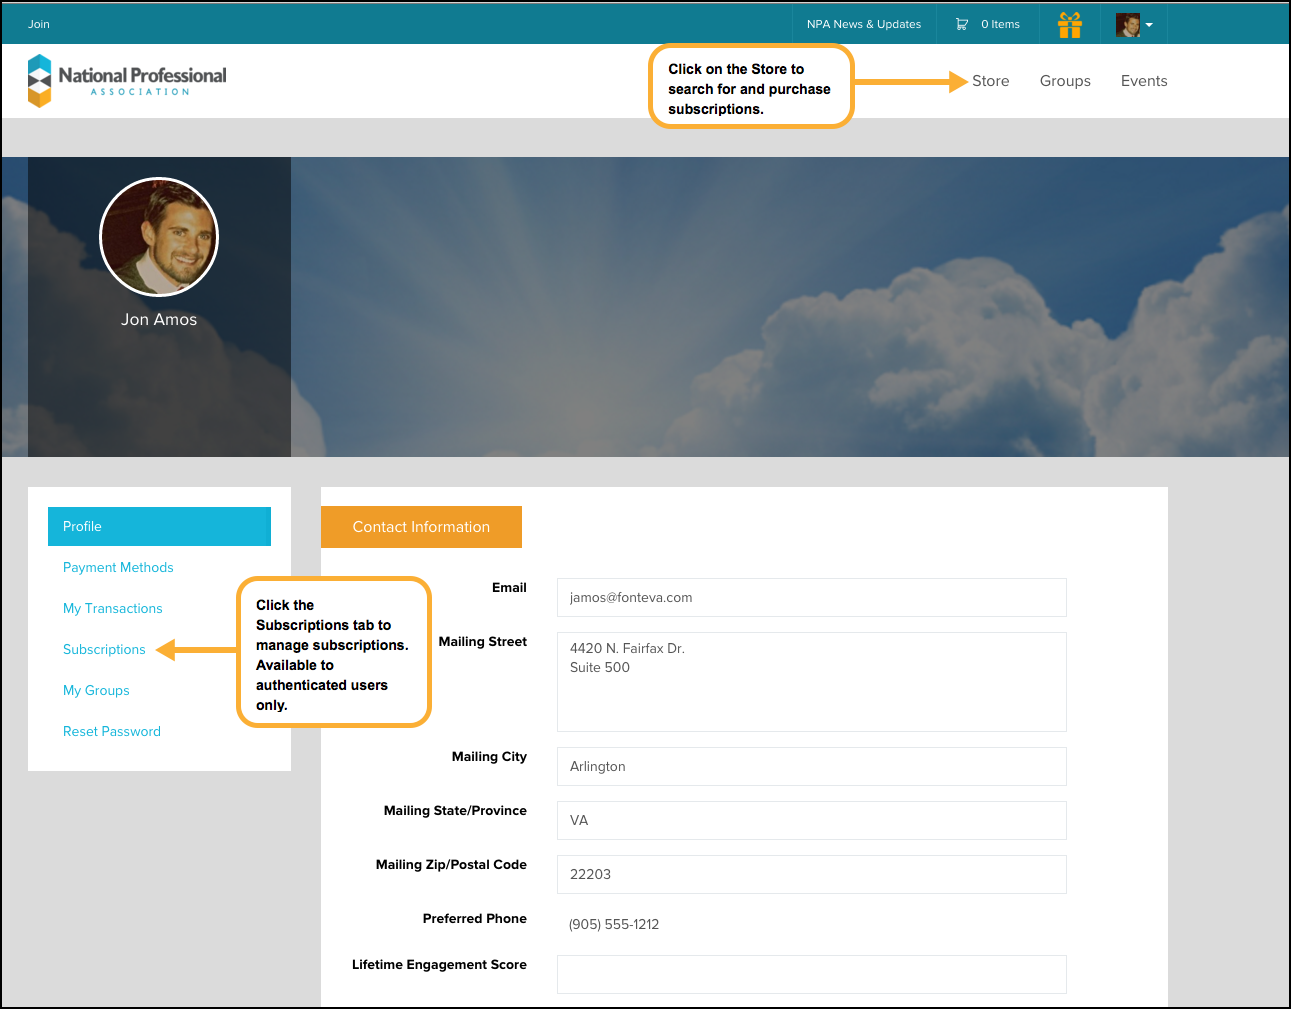 Join
NPA News & Updates
0 Items
National Professional
ASSOCIATION
Click on the Store to
search for and purchase
subscriptions.
Store
Groups
Events
Jon Amos
Profile
Payment Methods
My Transactions
Subscriptions
My Groups
Reset Password
Click the
Subscriptions tab to
manage subscriptions.
Available to
authenticated users
only.
Contact Information
Email
jamos@fonteva.com
Mailing Street
4420 N. Fairfax Dr.
Suite 500
Mailing City
Arlington
Mailing State/Province
VA
Mailing Zip/Postal Code
22203
Preferred Phone
(905) 555-1212
Lifetime Engagement Score